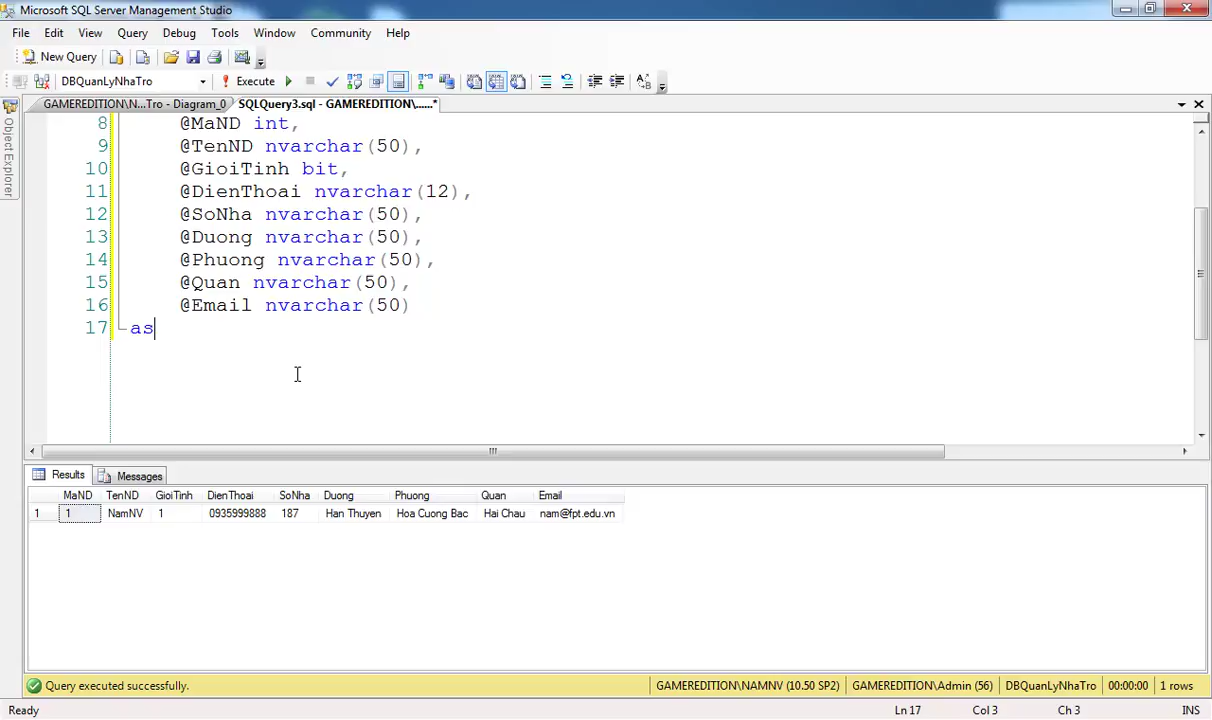 Microsoft SQL Server Management Studio
File Edit View Query Debug Tools Window Community Help
New Query
DBQuanLyNhaTro Execute
GAMEREDITION\N...Tro - Diagram_0 SQLQuery3.sql - GAMEREDITION\......*
8 @MaND int,
9 @TenND nvarchar(50),
10 @GioiTinh bit,
11 @DienThoai nvarchar(12),
12 @SoNha nvarchar(50),
13 @Duong nvarchar(50),
14 @Phuong nvarchar(50),
15 @Quan nvarchar(50),
16 @Email nvarchar(50)
17 as
Object Explorer
Results Messages
MaND TenND GioiTinh DienThoai SoNha Duong Phuong Quan Email
1 1 NamNV 1 0935999888 187 Han Thuyen Hoa Cuong Bac Hai Chau nam@fpt.edu.vn
Query executed successfully. GAMEREDITION\NAMNV (10.50 SP2) GAMEREDITION\Admin (56) DBQuanLyNhaTro 00:00:00 1 rows
Ready Ln 17 Col 3 Ch 3 INS